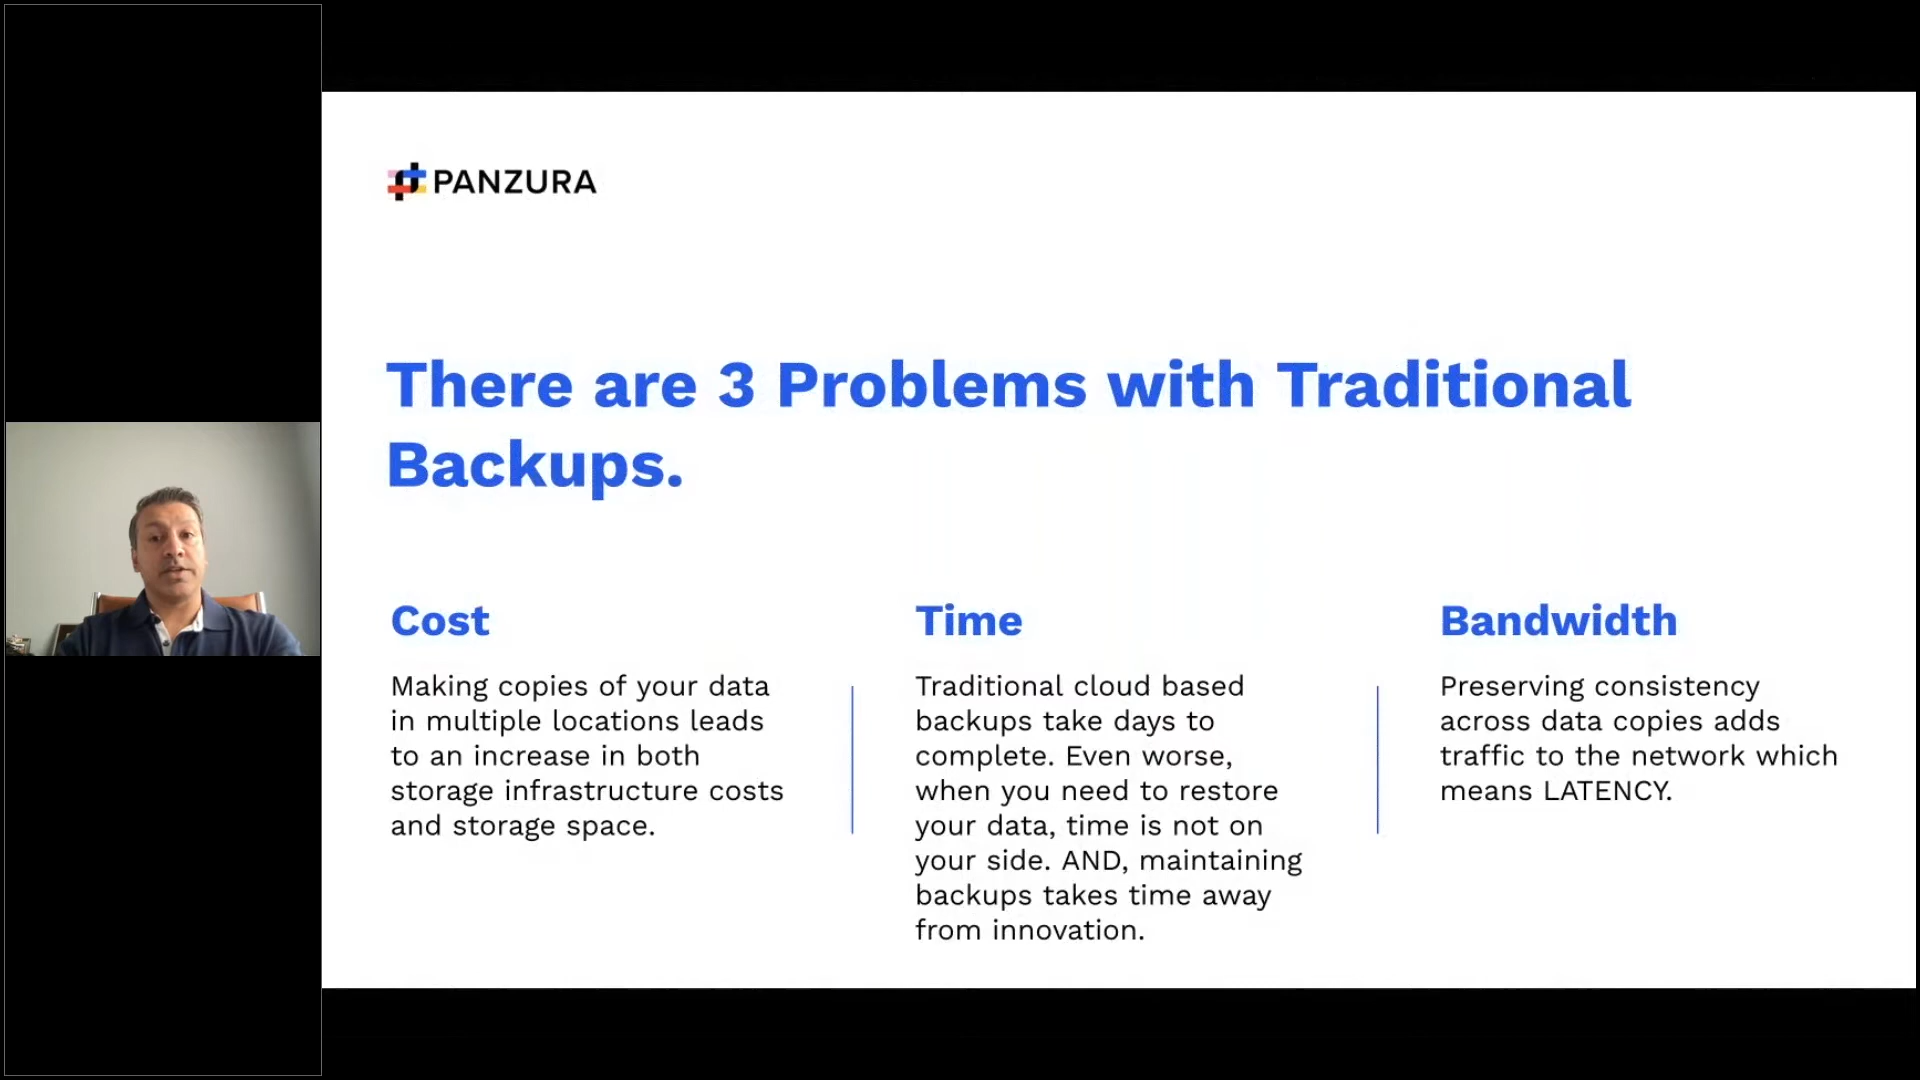 PANZURA
There are 3 Problems with Traditional
Backups.
Cost
Making copies of your data
in multiple locations leads
to an increase in both
storage infrastructure costs
and storage space.
Time
Traditional cloud based
backups take days to
complete. Even worse,
when you need to restore
your data, time is not on
your side. AND, maintaining
backups takes time away
from innovation.
Bandwidth
Preserving consistency
across data copies adds
traffic to the network which
means LATENCY.